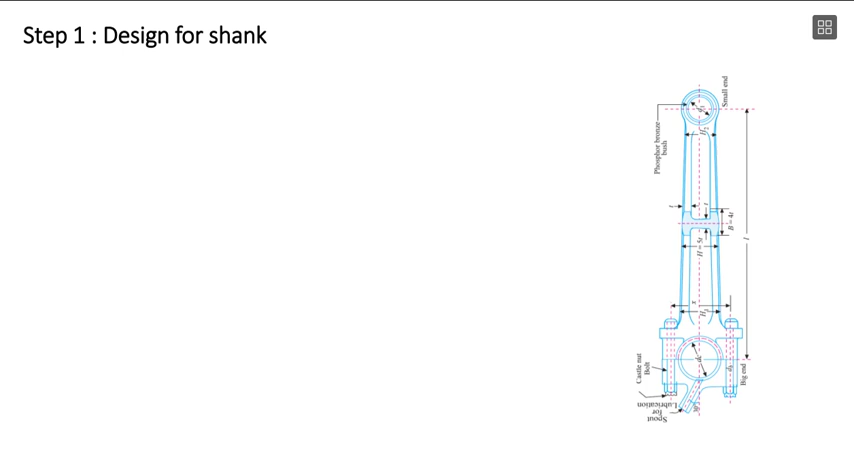 Step 1 : Design for shank
Small end
Phosphor bronze
bush
t
t
B = 4t
H = 5t
l
x
Castle nut
Bolt
Big end
Lubrication
for
Spout